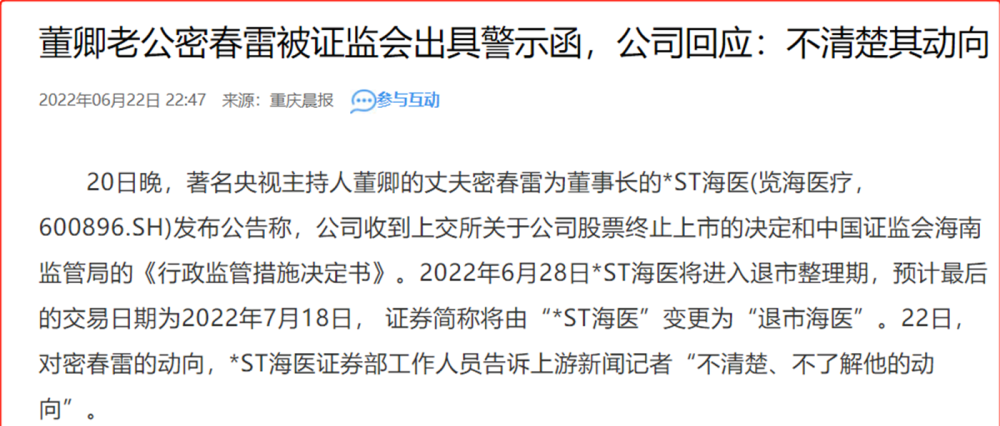 董卿老公密春雷被证监会出具警示函，公司回应：不清楚其动向
2022年06月22日 22:47 来源：重庆晨报 参与互动
20日晚，著名央视主持人董卿的丈夫密春雷为董事长的*ST海医(览海医疗，
600896.SH)发布公告称，公司收到上交所关于公司股票终止上市的决定和中国证监会海南
监管局的《行政监管措施决定书》。2022年6月28日*ST海医将进入退市整理期，预计最后
的交易日期为2022年7月18日， 证券简称将由“*ST海医”变更为“退市海医”。22日，
对密春雷的动向，*ST海医证券部工作人员告诉上游新闻记者“不清楚、不了解他的动
向”。